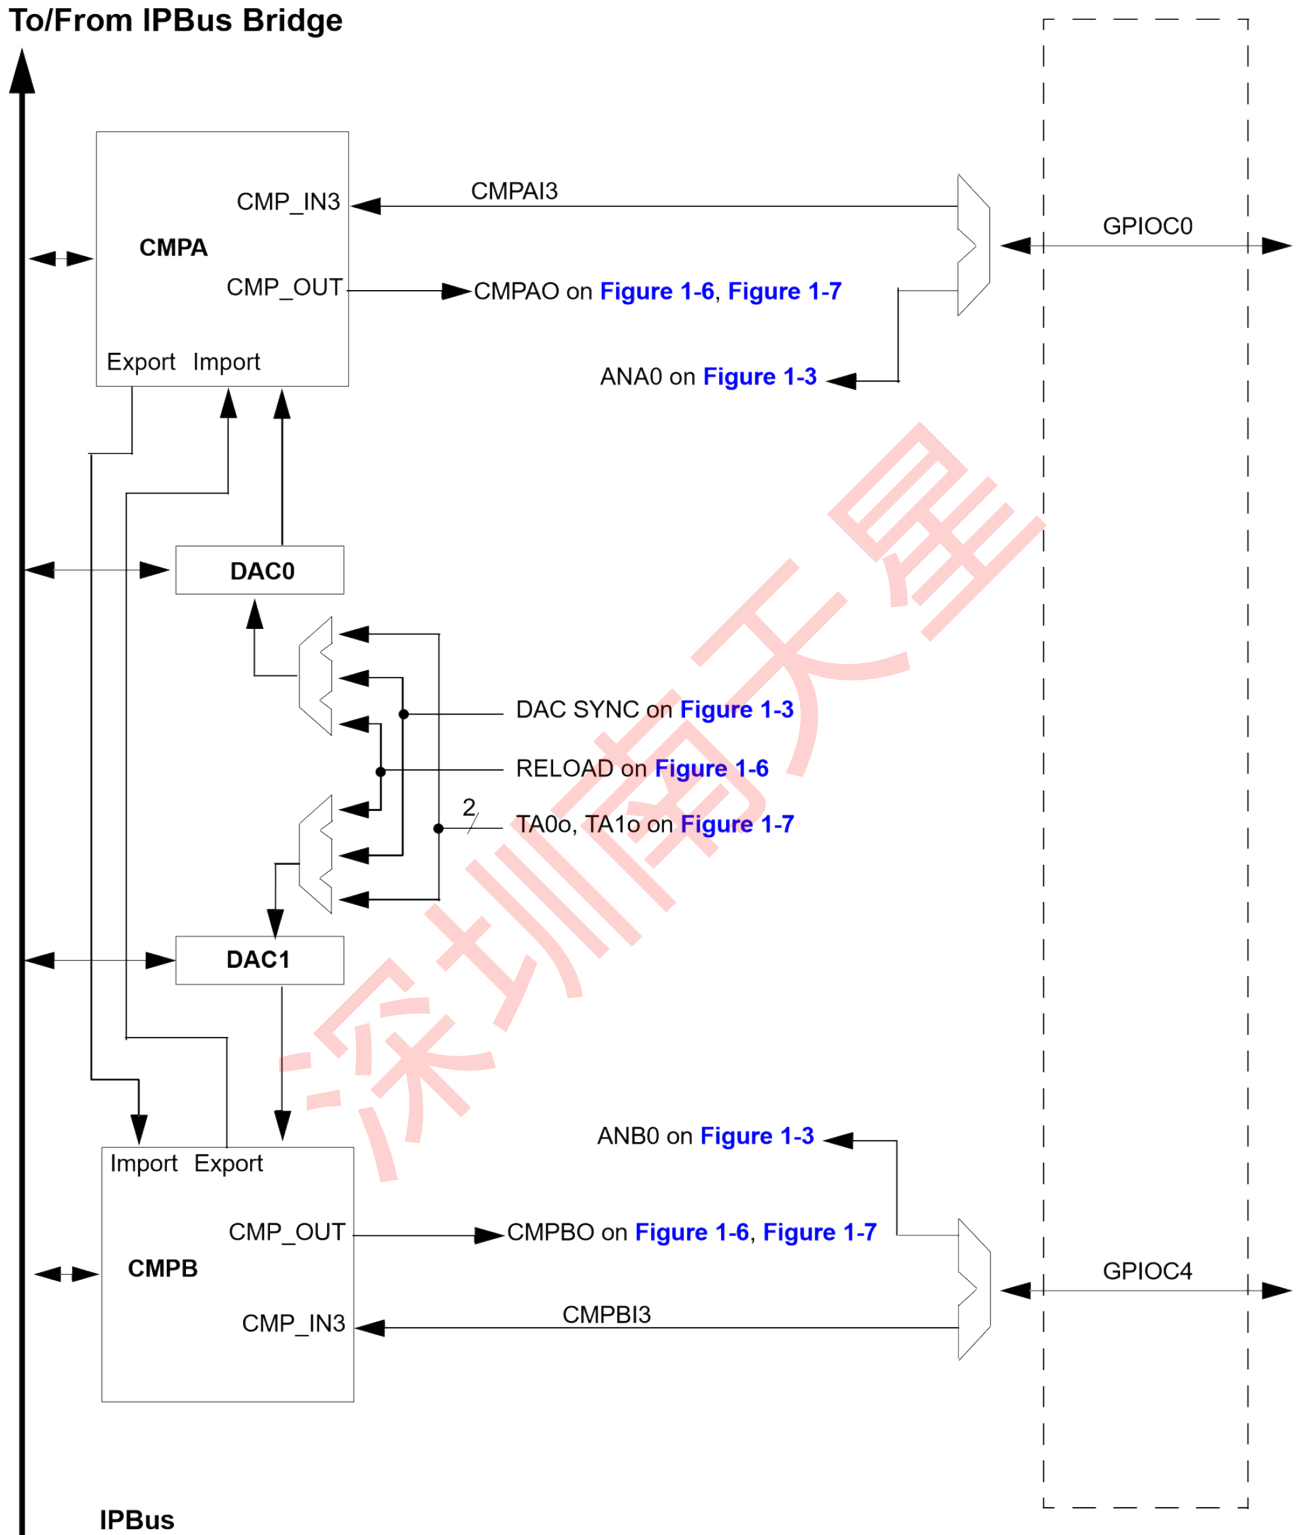 To/From IPBus Bridge
CMP_IN3
CMPAI3
GPIOC0
CMPA
CMP_OUT
CMPAO on Figure 1-6, Figure 1-7
Export Import
ANA0 on Figure 1-3
DAC0
DAC SYNC on Figure 1-3
RELOAD on Figure 1-6
2
TA0o, TA1o on Figure 1-7
DAC1
ANB0 on Figure 1-3
Import Export
CMP_OUT
CMPBO on Figure 1-6, Figure 1-7
CMPB
GPIOC4
CMP_IN3
CMPBI3
IPBus
深圳南天星